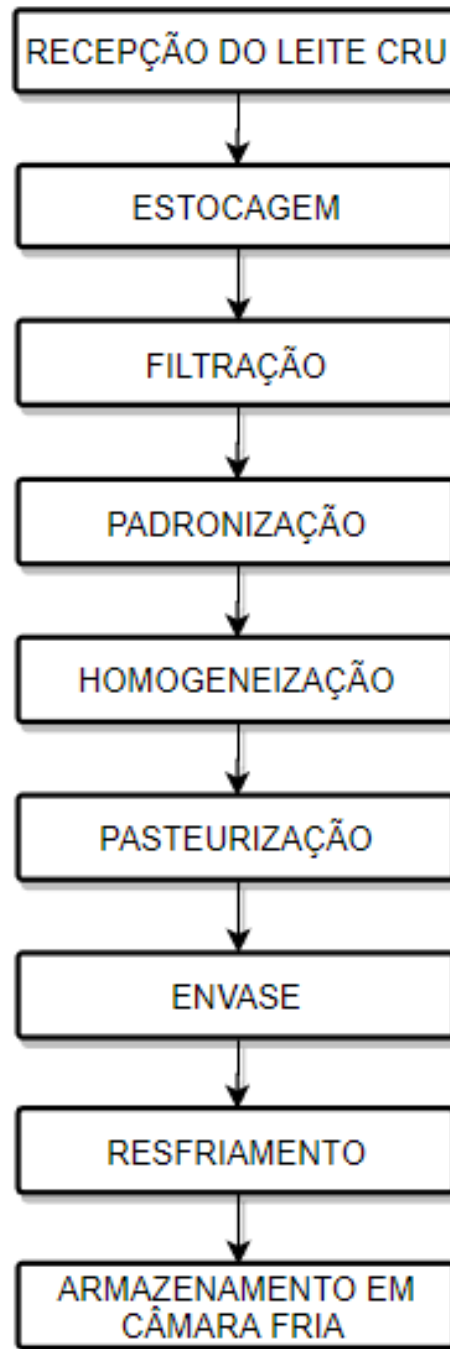 RECEPÇÃO DO LEITE CRU
ESTOCAGEM
FILTRAÇÃO
PADRONIZAÇÃO
HOMOGENEIZAÇÃO
PASTEURIZAÇÃO
ENVASE
RESFRIAMENTO
ARMAZENAMENTO EM
CÂMARA FRIA